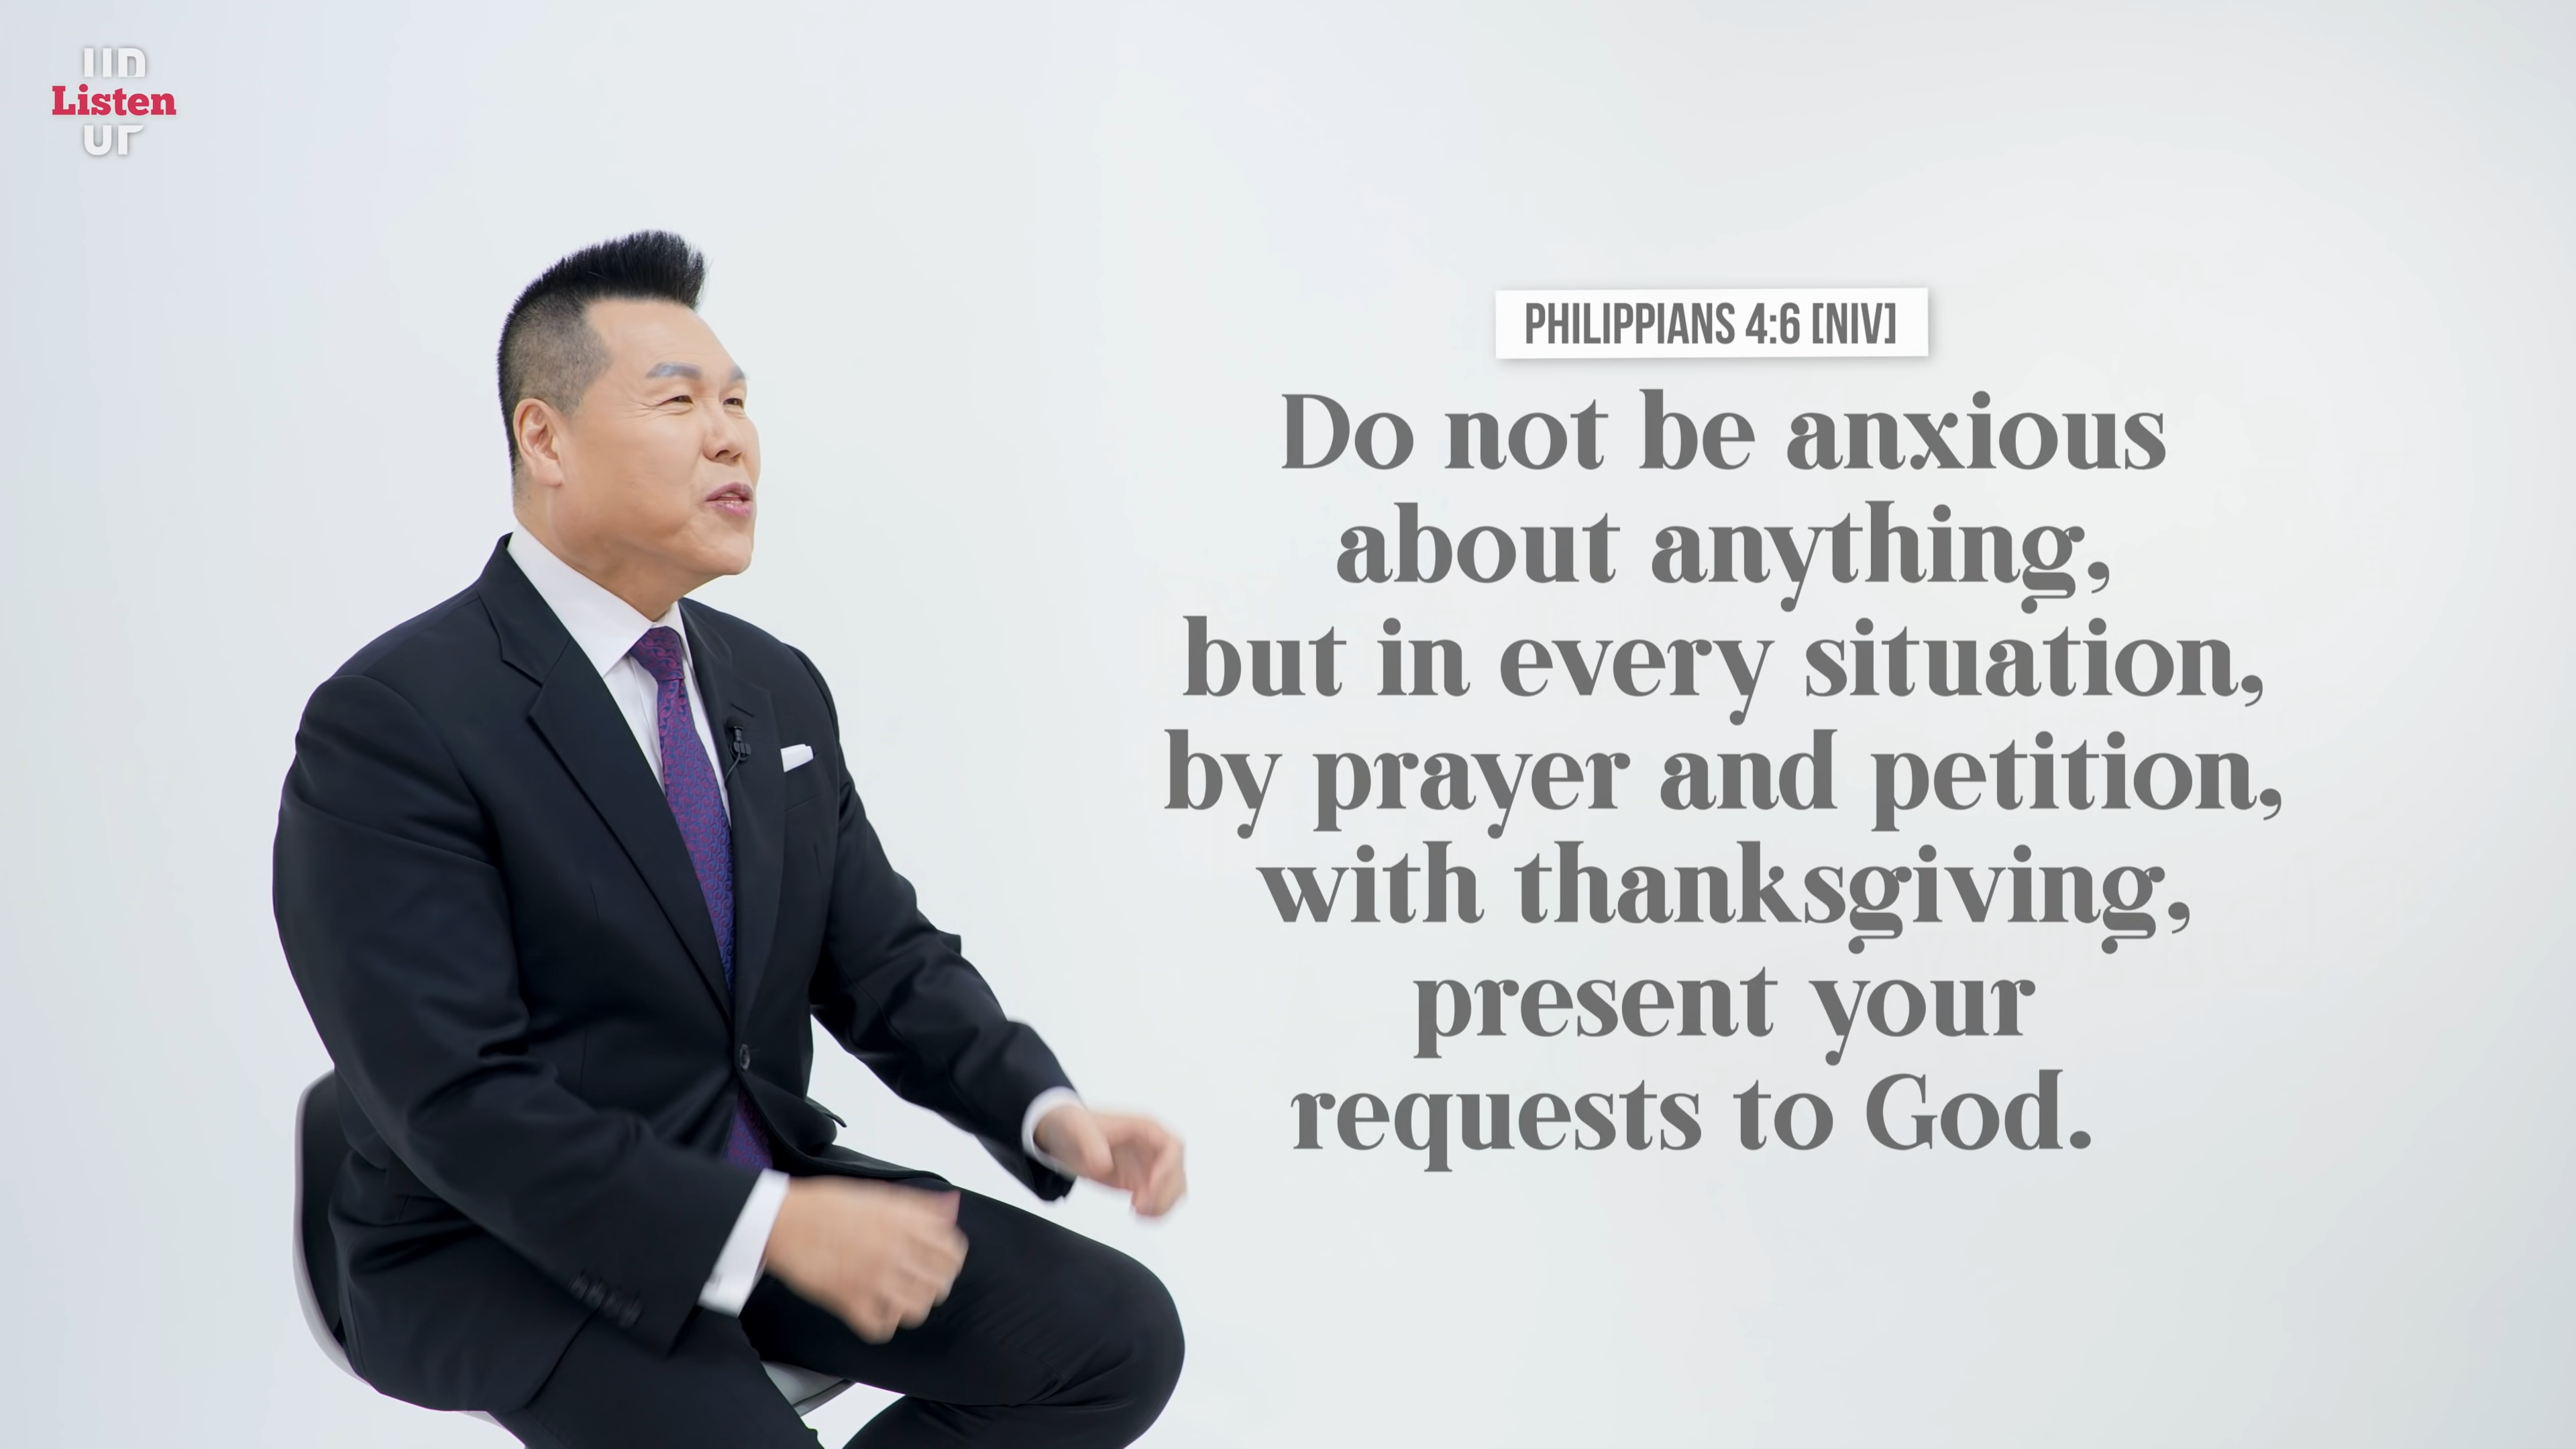 Listen
UP
PHILIPPIANS 4:6 [NIV]
Do not be anxious
about anything,
but in every situation,
by prayer and petition,
with thanksgiving,
present your
requests to God.